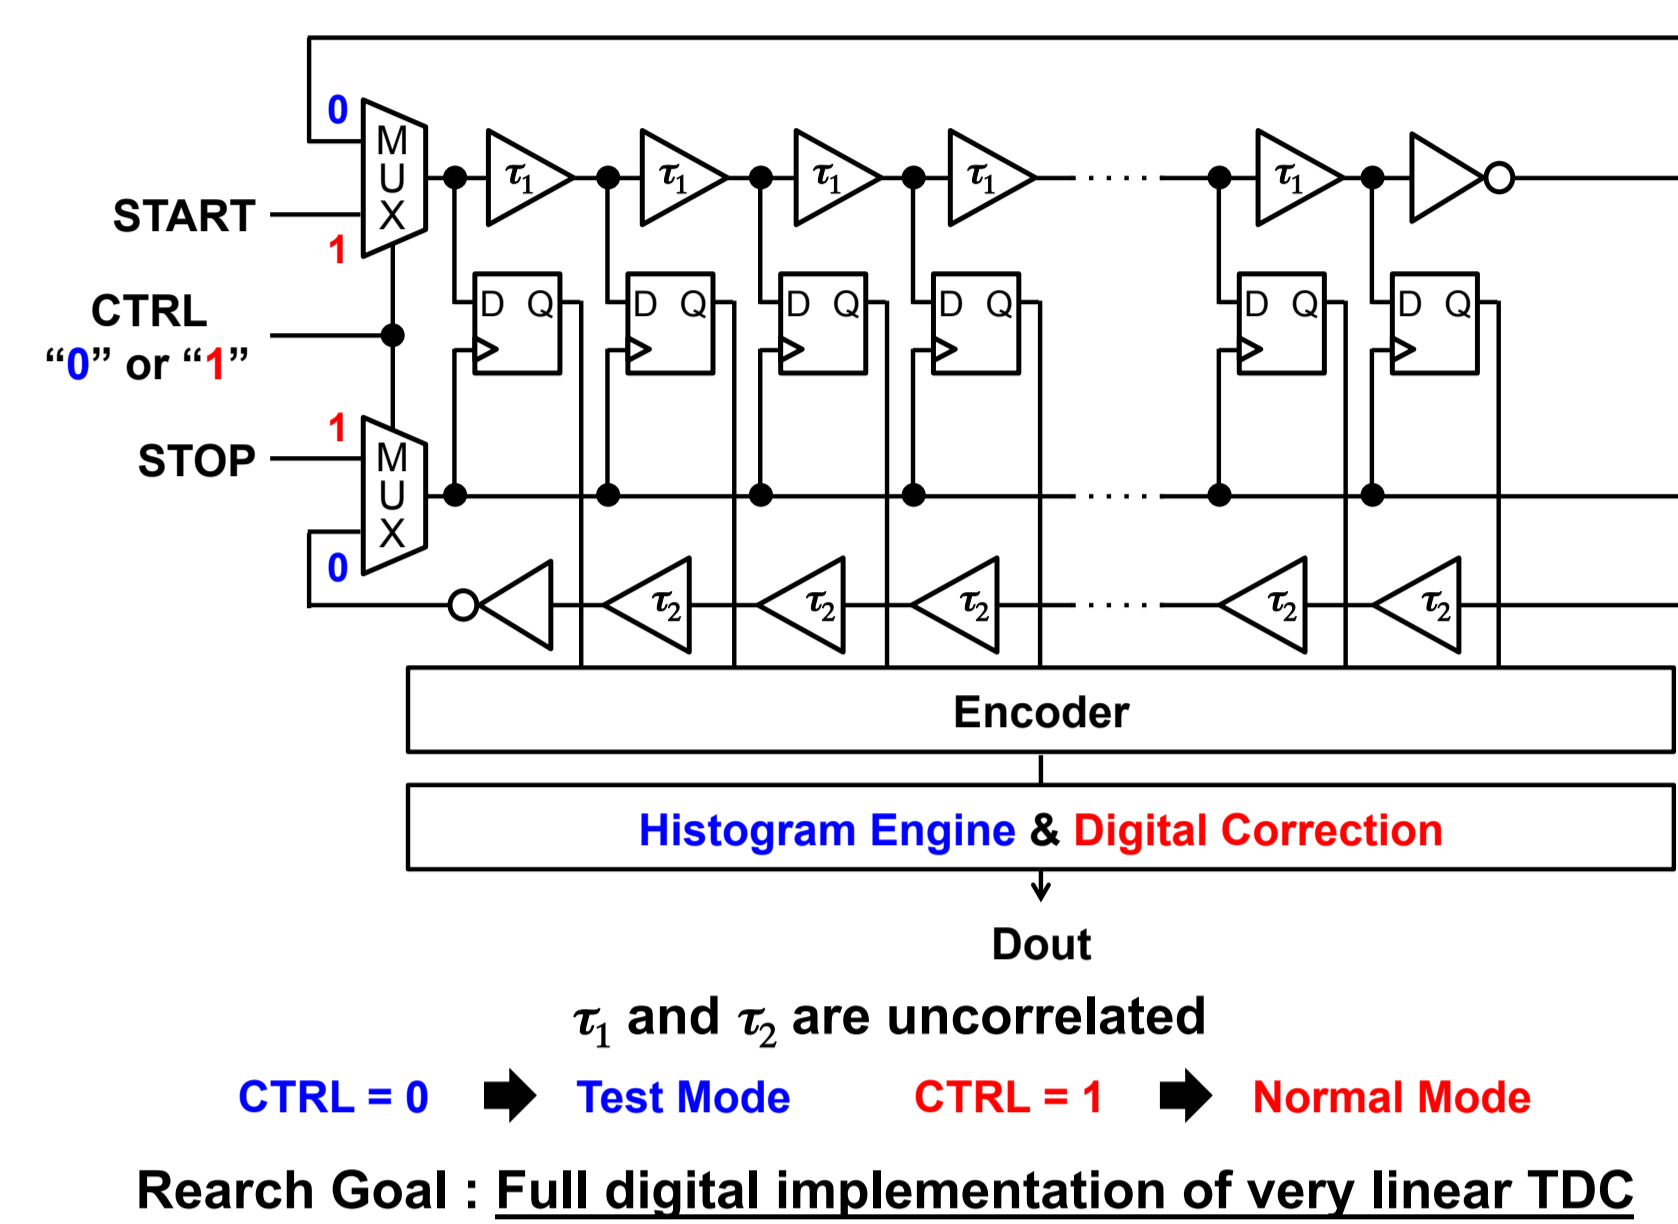 0
M
U
X
START
1
CTRL
“0” or “1”
1
STOP
M
U
X
0
τ1 τ1 τ1 τ1 ····· τ1
D Q D Q D Q D Q D Q D Q
·····
τ2 τ2 τ2 ····· τ2 τ2
Encoder
Histogram Engine & Digital Correction
Dout
τ1 and τ2 are uncorrelated
CTRL = 0 Test Mode CTRL = 1 Normal Mode
Rearch Goal : Full digital implementation of very linear TDC